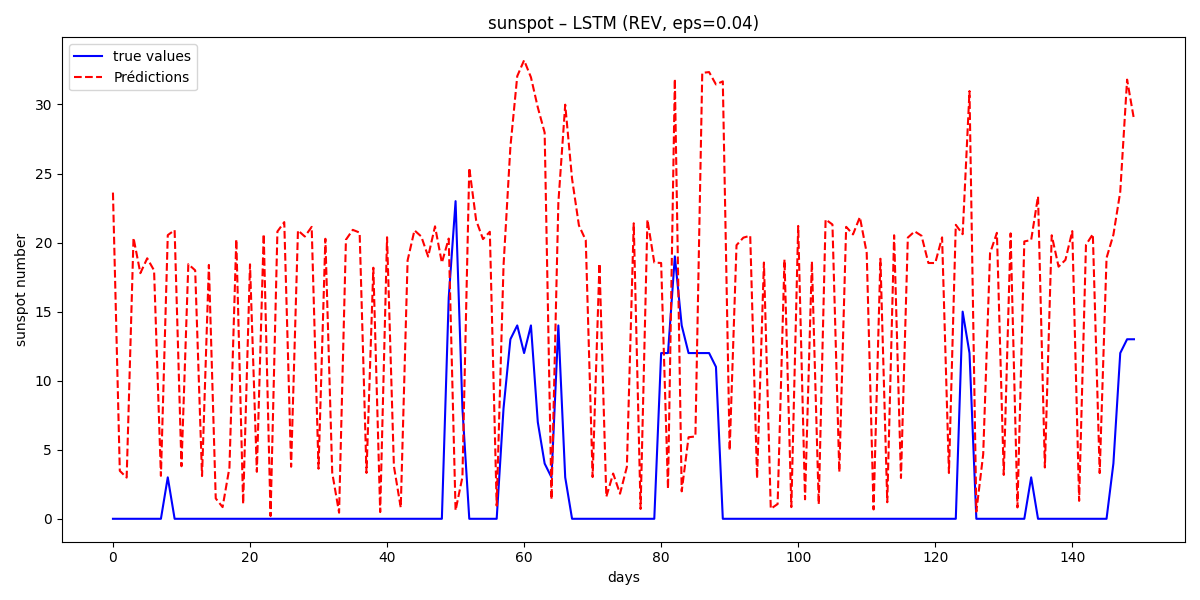 sunspot – LSTM (REV, eps=0.04)
true values
Prédictions
sunspot number
30
25
20
15
10
5
0
0 20 40 60 80 100 120 140
days